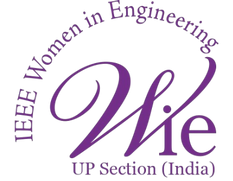 IEEE Women in Engineering
Wie
UP Section (India)